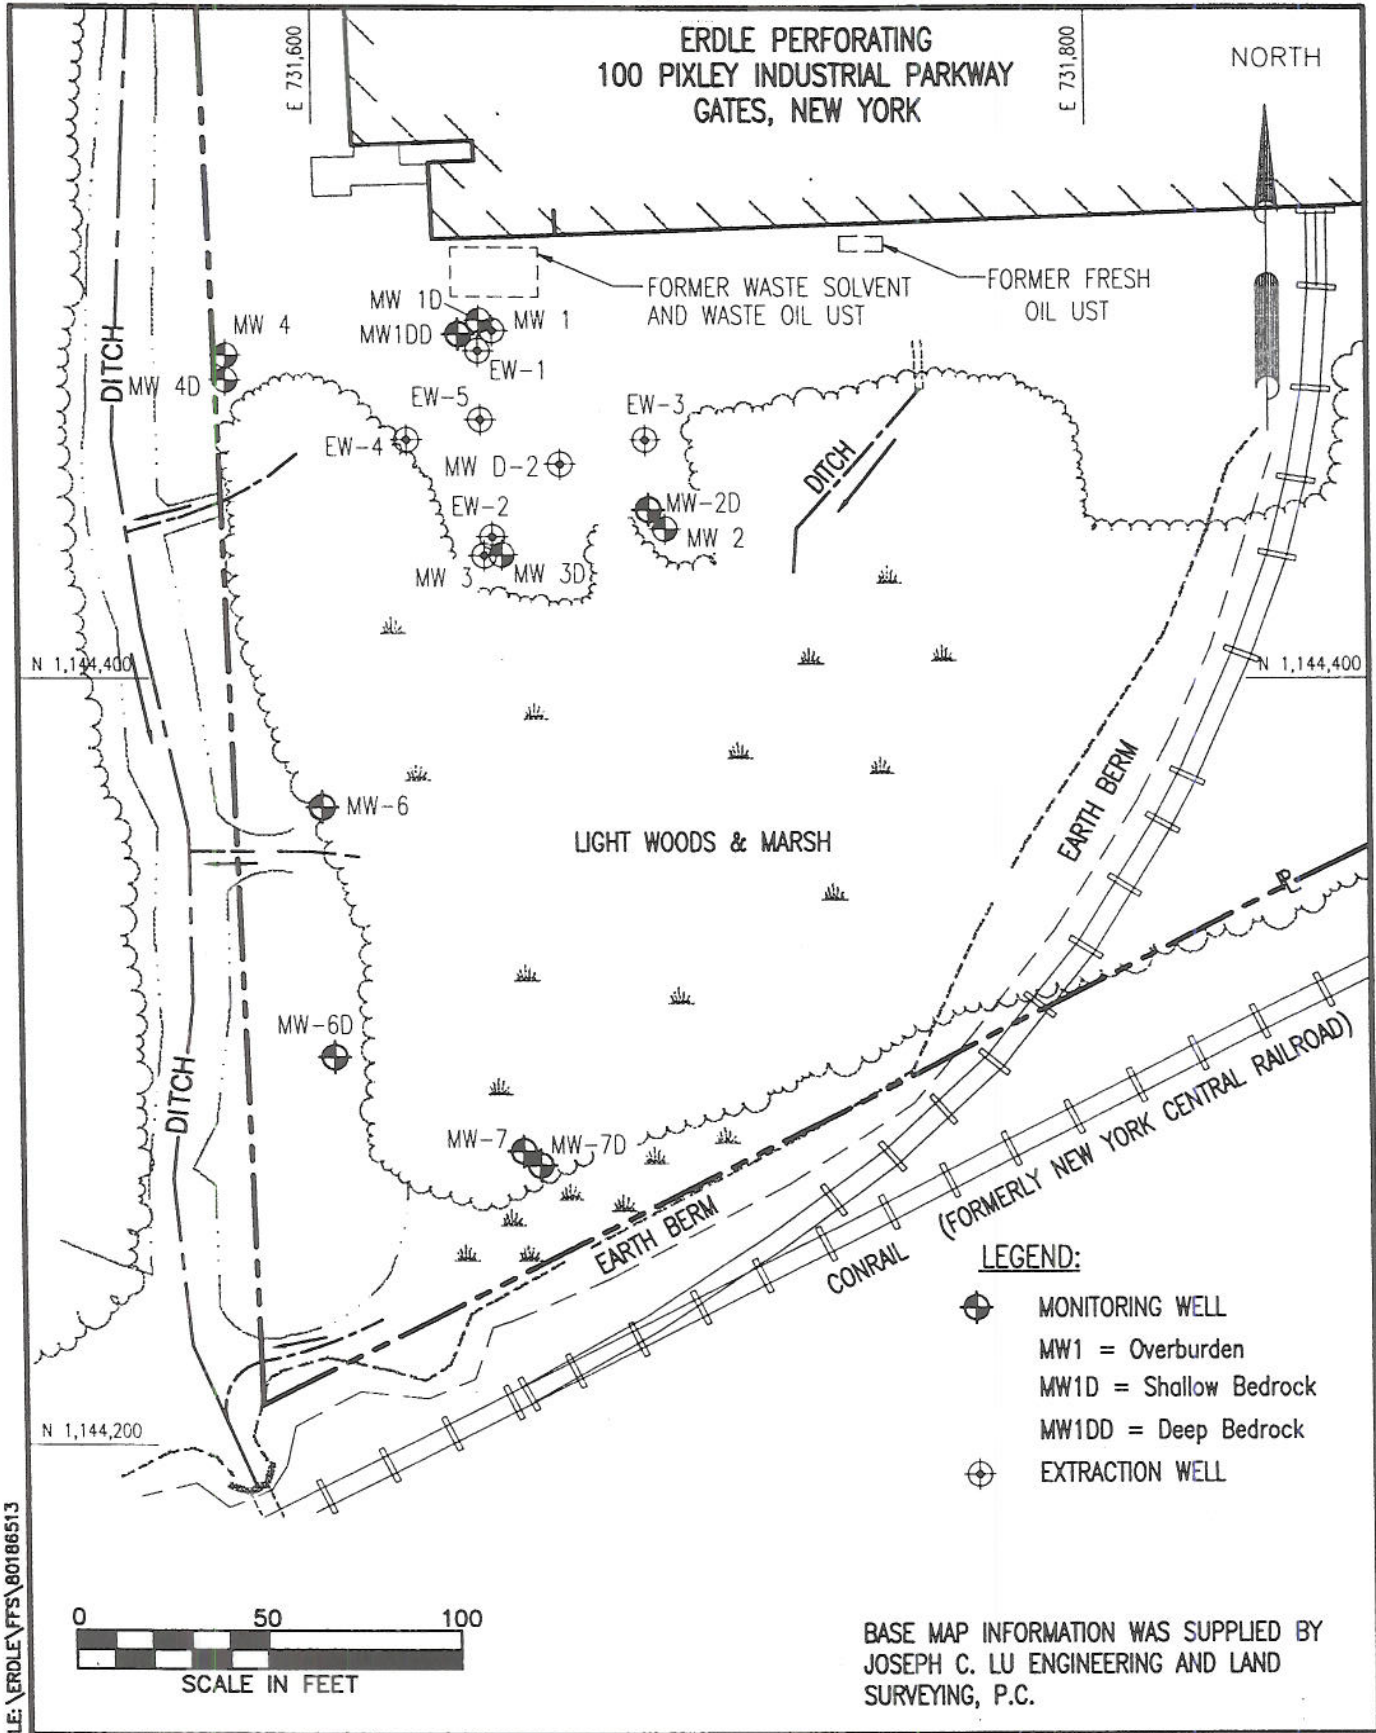 ERDLE PERFORATING
100 PIXLEY INDUSTRIAL PARKWAY
GATES, NEW YORK
E 731,600
E 731,800
NORTH
FORMER WASTE SOLVENT
AND WASTE OIL UST
FORMER FRESH
OIL UST
MW 1D
MW 1
MW1DD
EW-1
MW 4
MW 4D
DITCH
EW-5
EW-3
EW-4
MW D-2
DITCH
EW-2
MW-2D
MW 2
MW 3
MW 3D
N 1,144,400
N 1,144,400
MW-6
LIGHT WOODS & MARSH
EARTH BERM
PL
MW-6D
DITCH
MW-7
MW-7D
EARTH BERM
CONRAIL
(FORMERLY NEW YORK CENTRAL RAILROAD)
LEGEND:
MONITORING WELL
MW1 = Overburden
MW1D = Shallow Bedrock
MW1DD = Deep Bedrock
EXTRACTION WELL
N 1,144,200
0 50 100
SCALE IN FEET
BASE MAP INFORMATION WAS SUPPLIED BY
JOSEPH C. LU ENGINEERING AND LAND
SURVEYING, P.C.
LE:\ERDLE\FFS\80186513